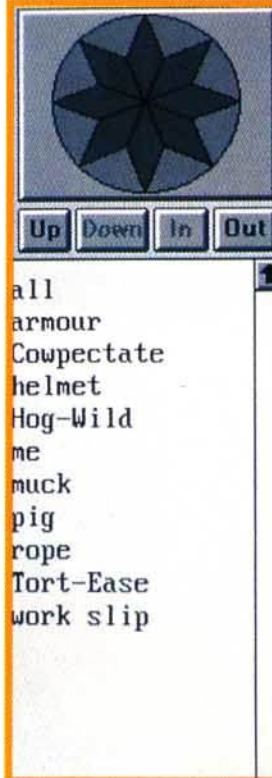 Up Down In Out
all
armour
Cowpectate
helmet
Hog-Wild
me
muck
pig
rope
Tort-Ease
work slip